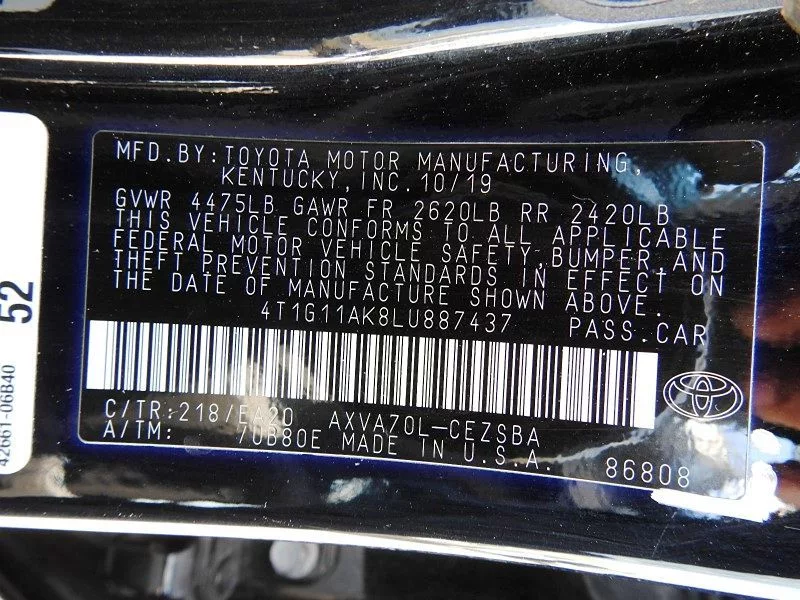 MFD.BY:TOYOTA MOTOR MANUFACTURING,
KENTUCKY,INC.10/19
GVWR 4475LB GAWR FR 2620LB RR 2420LB
THIS VEHICLE CONFORMS TO ALL APPLICABLE
FEDERAL MOTOR VEHICLE SAFETY,BUMPER,AND
THEFT PREVENTION STANDARDS IN EFFECT ON
THE DATE OF MANUFACTURE SHOWN ABOVE.
4T1G11AK8LU887437 PASS.CAR
C/TR:218/EA20 AXVA70L-CEZSBA
A/TM: 7UB80E MADE IN U.S.A.
86808
52
42661-06B40